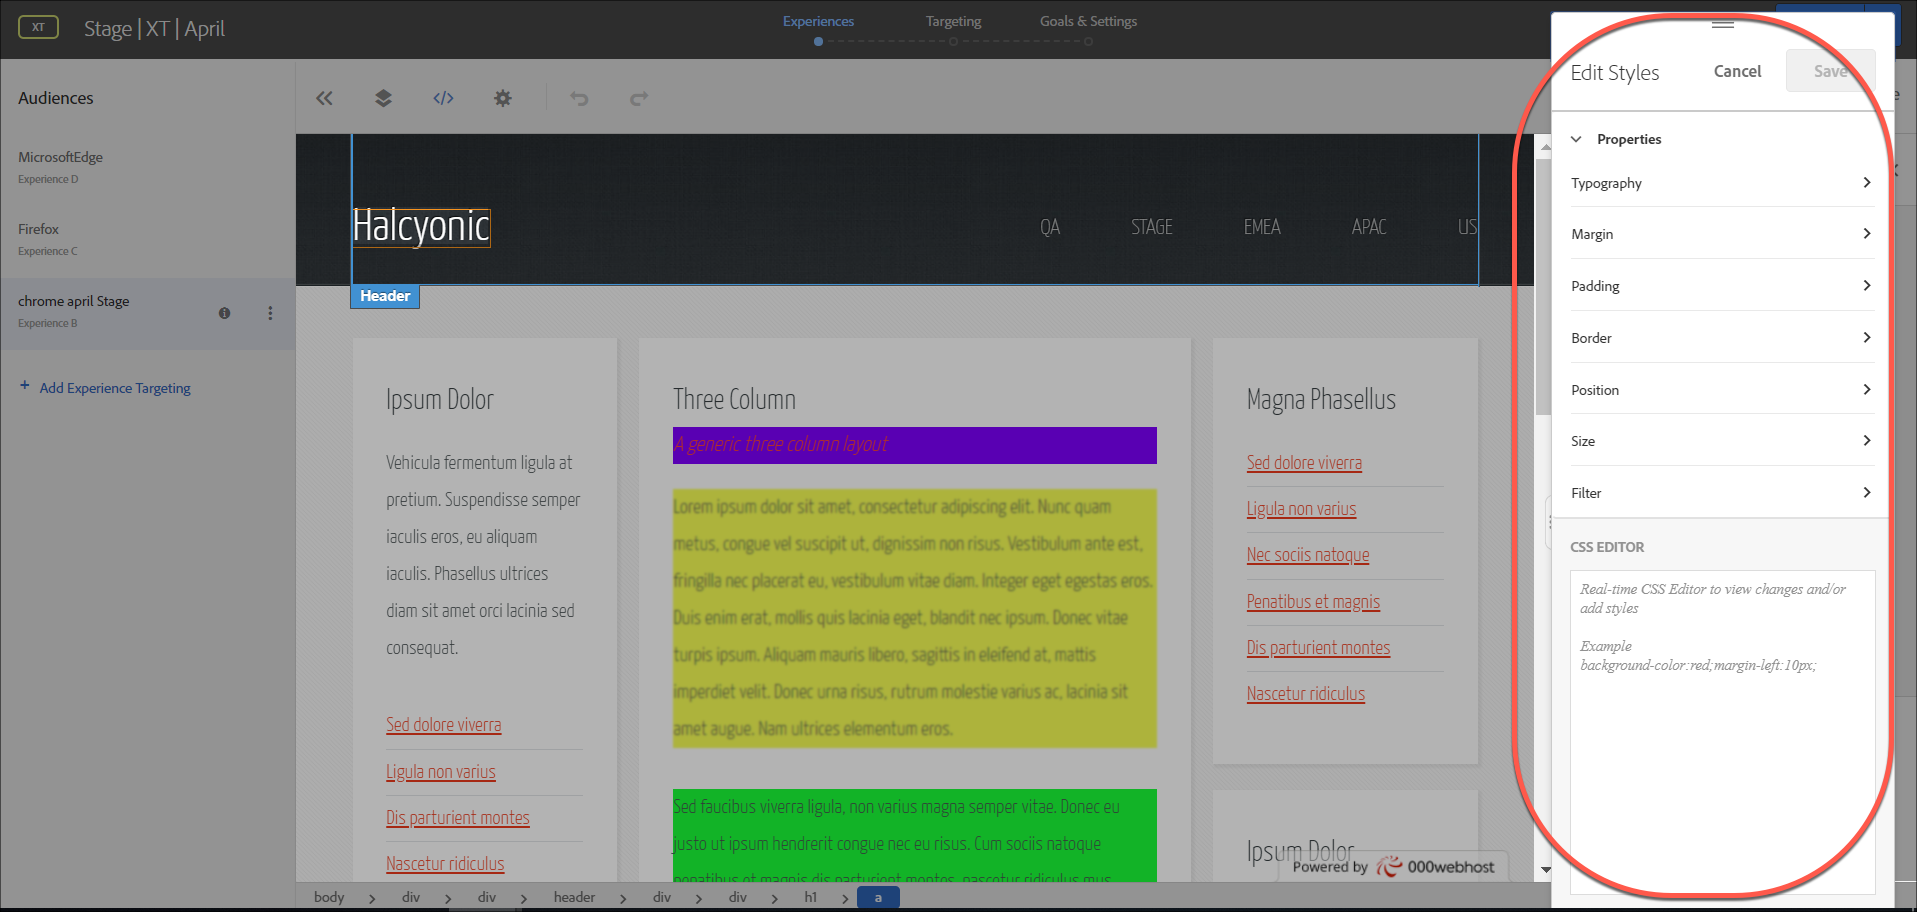 XT
Stage | XT | April
Experiences
Targeting
Goals & Settings
Audiences
MicrosoftEdge
Experience D
Firefox
Experience C
chrome april Stage
Experience B
+ Add Experience Targeting
</>
Halcyonic
QA STAGE EMEA APAC US
Header
Ipsum Dolor
Vehicula fermentum ligula at
pretium. Suspendisse semper
iaculis eros, eu aliquam
iaculis. Phasellus ultrices
diam sit amet orci lacinia sed
consequat.
Sed dolore viverra
Ligula non varius
Dis parturient montes
Nascetur ridiculus
Three Column
A generic three column layout
Lorem ipsum dolor sit amet, consectetur adipiscing elit. Nunc quam
metus, congue vel suscipit ut, dignissim non risus. Vestibulum ante est,
fringilla nec placerat eu, vestibulum vitae diam. Integer eget egestas eros.
Duis enim erat, mollis quis lacinia eget, blandit nec ipsum. Donec vitae
turpis ipsum. Aliquam mauris libero, sagittis in eleifend at, mattis
imperdiet velit. Donec urna risus, rutrum molestie varius ac, lacinia sit
amet augue. Nam ultrices elementum eros.
Sed faucibus viverra ligula, non varius magna semper vitae. Donec eu
justo ut ipsum hendrerit congue nec eu risus. Cum sociis natoque
penatibus et magnis dis parturient montes, nascetur ridiculus mus.
Magna Phasellus
Sed dolore viverra
Ligula non varius
Nec sociis natoque
Penatibus et magnis
Dis parturient montes
Nascetur ridiculus
Ipsum Dolor
Powered by 000webhost
body div div header div div h1 a
Edit Styles
Cancel
Save
Properties
Typography
Margin
Padding
Border
Position
Size
Filter
CSS EDITOR
Real-time CSS Editor to view changes and/or
add styles
Example
background-color:red;margin-left:10px;